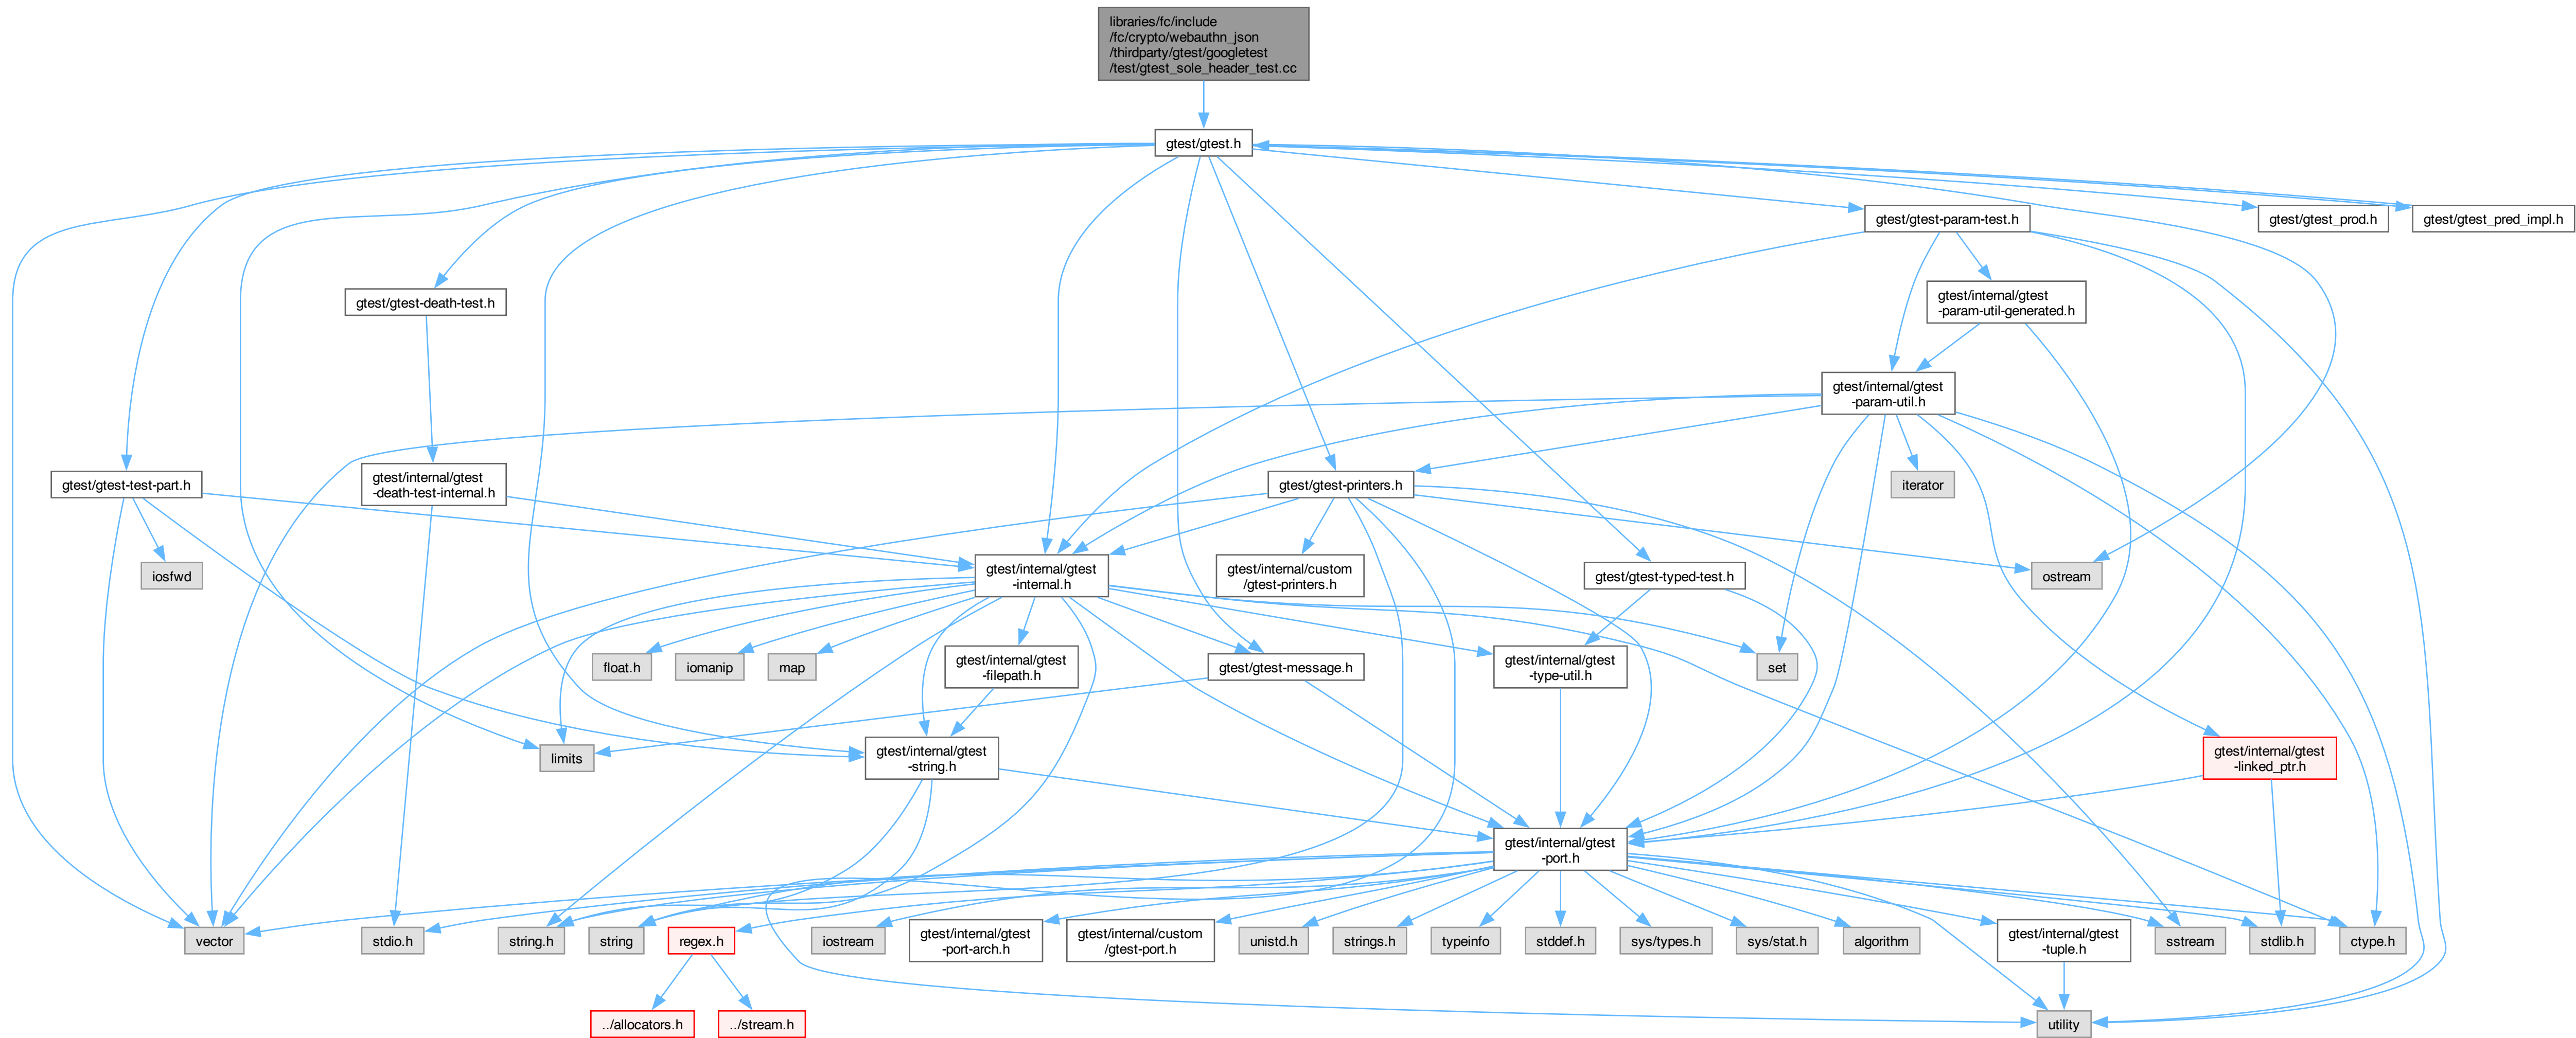 libraries/fc/include
/fc/crypto/webauthn_json
/thirdparty/gtest/googletest
/test/gtest_sole_header_test.cc
gtest/gtest.h
gtest/gtest-param-test.h
gtest/gtest_prod.h
gtest/gtest_pred_impl.h
gtest/gtest-death-test.h
gtest/internal/gtest
-param-util-generated.h
gtest/internal/gtest
-param-util.h
gtest/gtest-test-part.h
gtest/internal/gtest
-death-test-internal.h
gtest/gtest-printers.h
iterator
iosfwd
gtest/internal/gtest
-internal.h
gtest/internal/custom
/gtest-printers.h
gtest/gtest-typed-test.h
ostream
float.h
iomanip
map
gtest/internal/gtest
-filepath.h
gtest/gtest-message.h
gtest/internal/gtest
-type-util.h
set
limits
gtest/internal/gtest
-string.h
gtest/internal/gtest
-linked_ptr.h
gtest/internal/gtest
-port.h
vector
stdio.h
string.h
string
regex.h
iostream
gtest/internal/gtest
-port-arch.h
gtest/internal/custom
/gtest-port.h
unistd.h
strings.h
typeinfo
stddef.h
sys/types.h
sys/stat.h
algorithm
gtest/internal/gtest
-tuple.h
sstream
stdlib.h
ctype.h
../allocators.h
../stream.h
utility